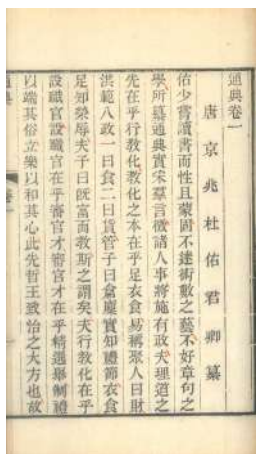 通典卷一
唐京兆杜佑君卿纂
佑少嘗讀書而性且蒙固不達術數之藝不好章句之
學所纂通典實采羣言徵諸人事將施有政夫理道之
先在乎行教化教化之本在乎足衣食易稱聚人曰財
洪範八政一曰食二曰貨管子曰倉廩實知禮節衣食
足知榮辱夫子曰旣富而教斯之謂矣夫行教化在乎
設職官設職官在乎審官才審官才在乎精選舉制禮
以端其俗立樂以和其心此先哲王致治之大方也故